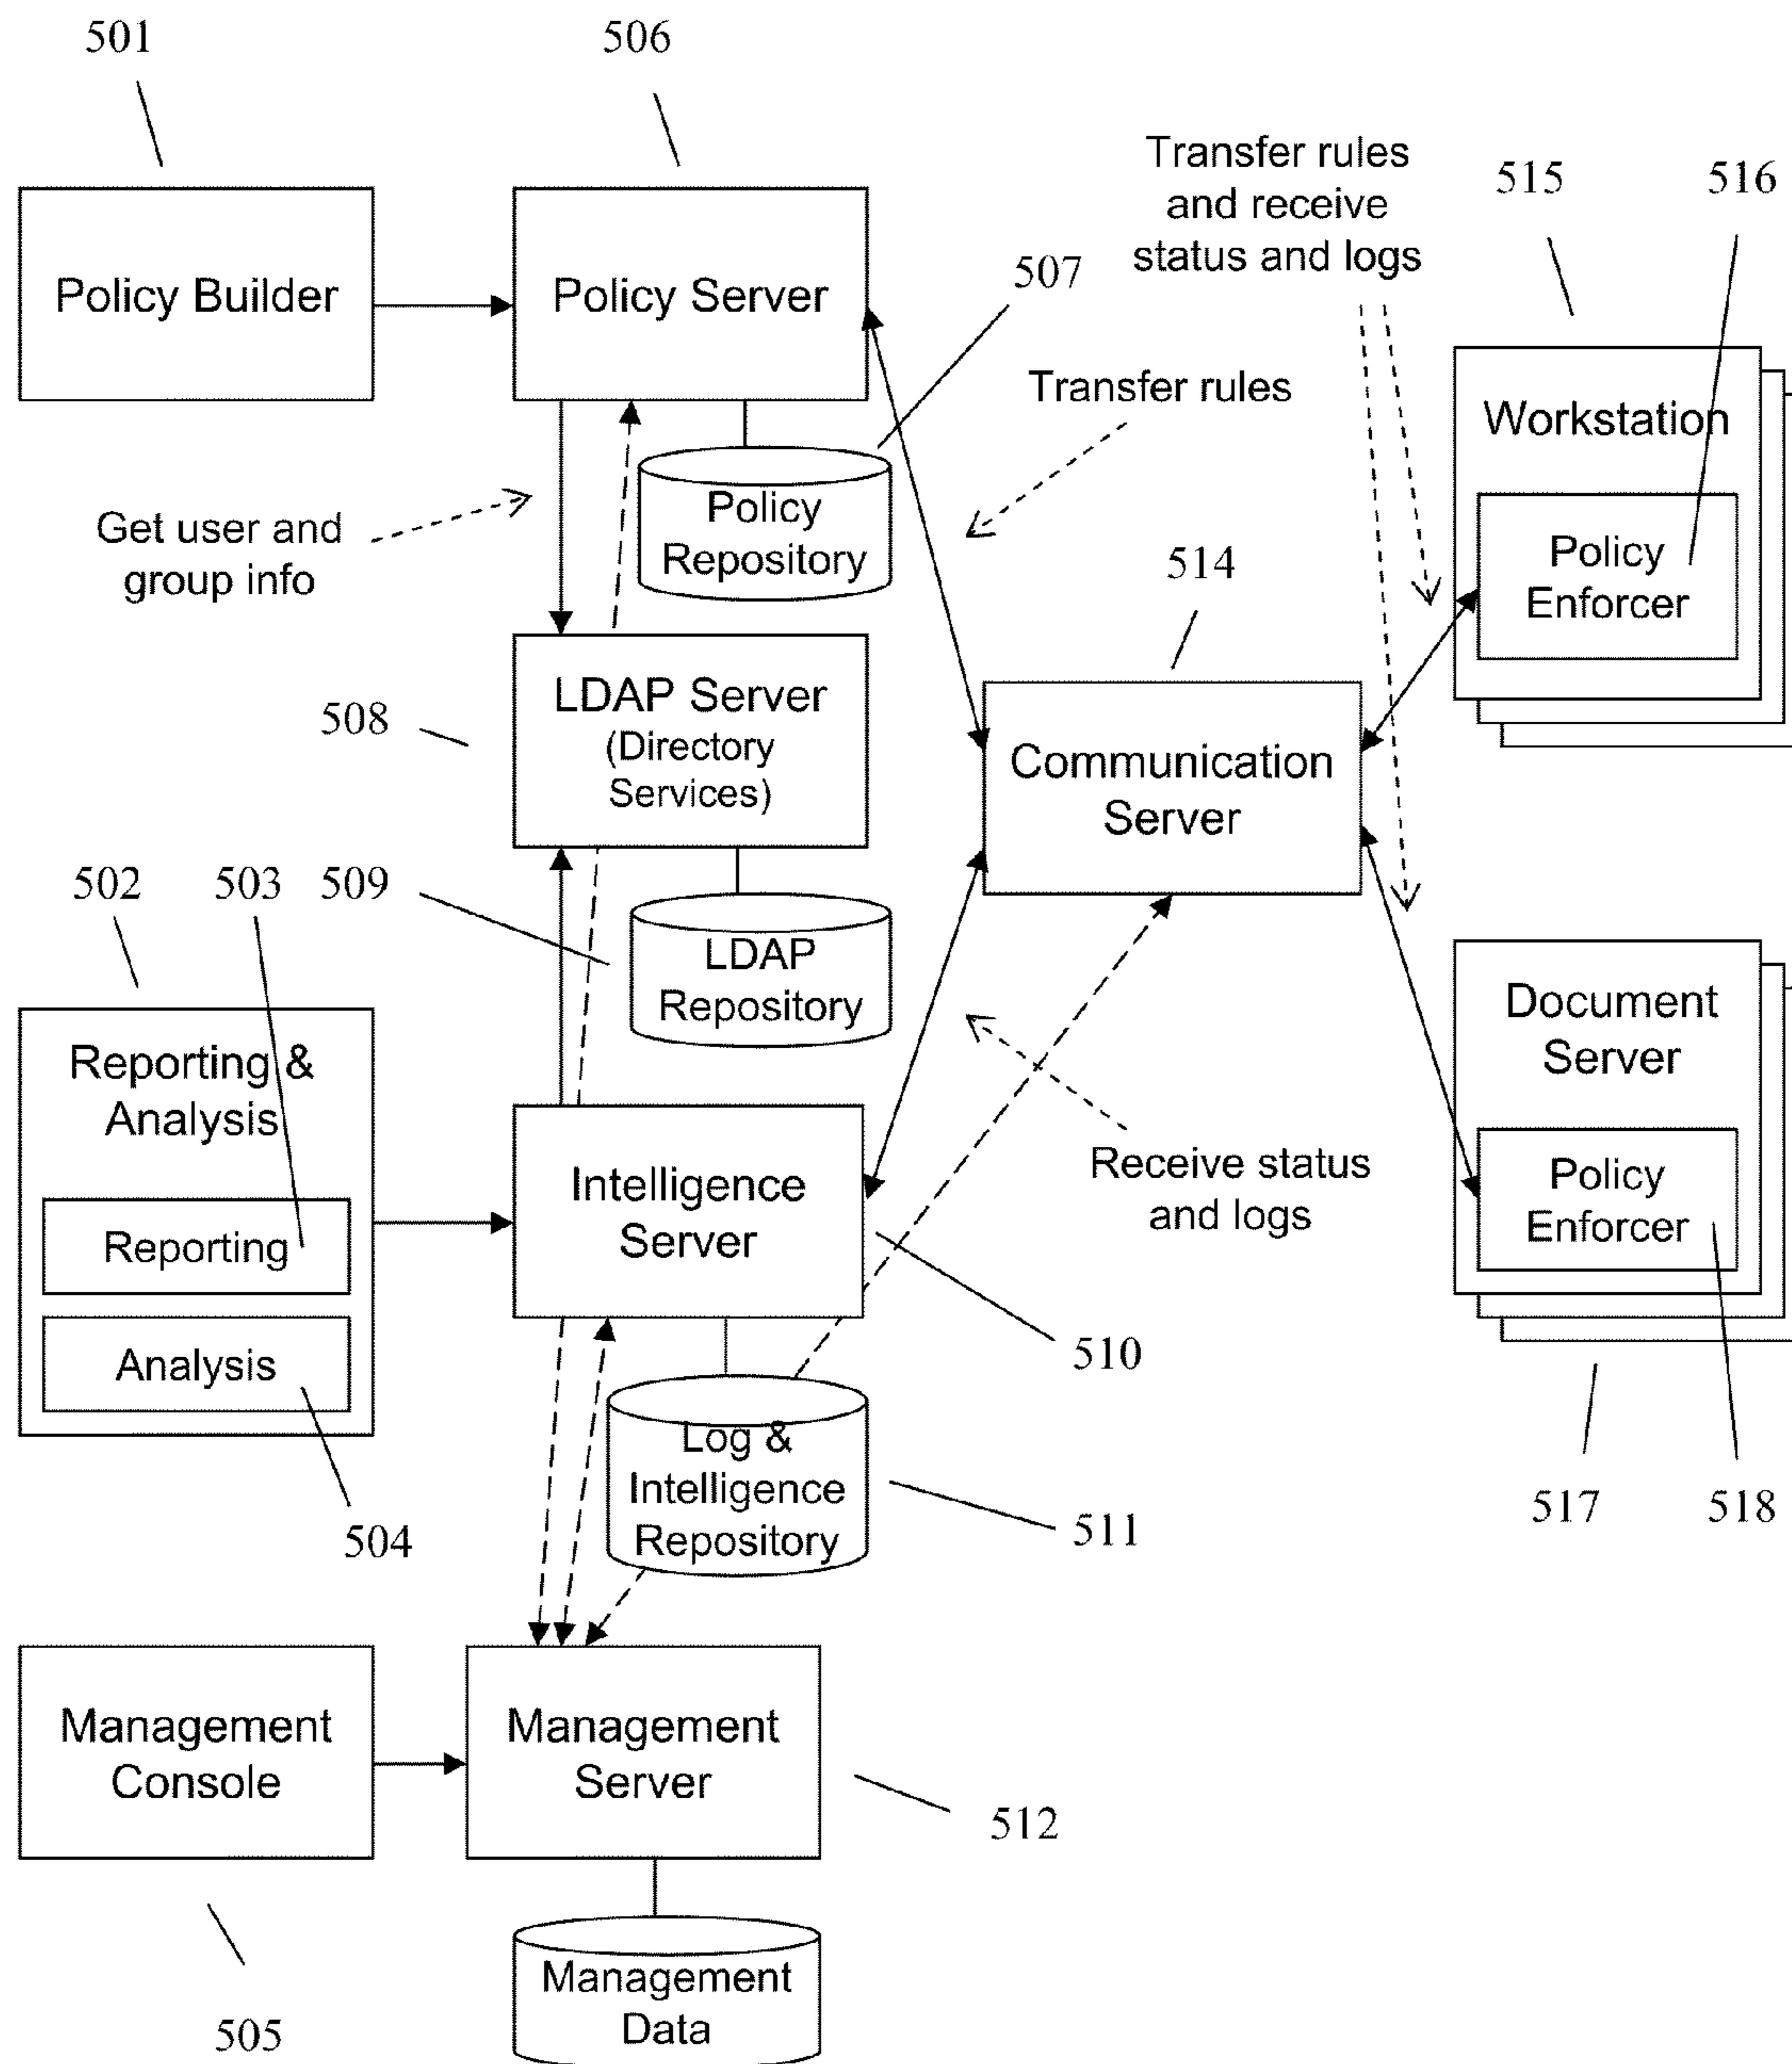 501
506
Transfer rules
and receive
status and logs
515
516
Policy Builder
Policy Server
507
Transfer rules
Workstation
Policy
Enforcer
Get user and
group info
Policy
Repository
514
508
LDAP Server
(Directory
Services)
Communication
Server
502
503
509
LDAP
Repository
Document
Server
Policy
Enforcer
Reporting &
Analysis
Reporting
Analysis
Intelligence
Server
Receive status
and logs
510
504
Log &
Intelligence
Repository
511
517
518
Management
Console
Management
Server
512
505
Management
Data